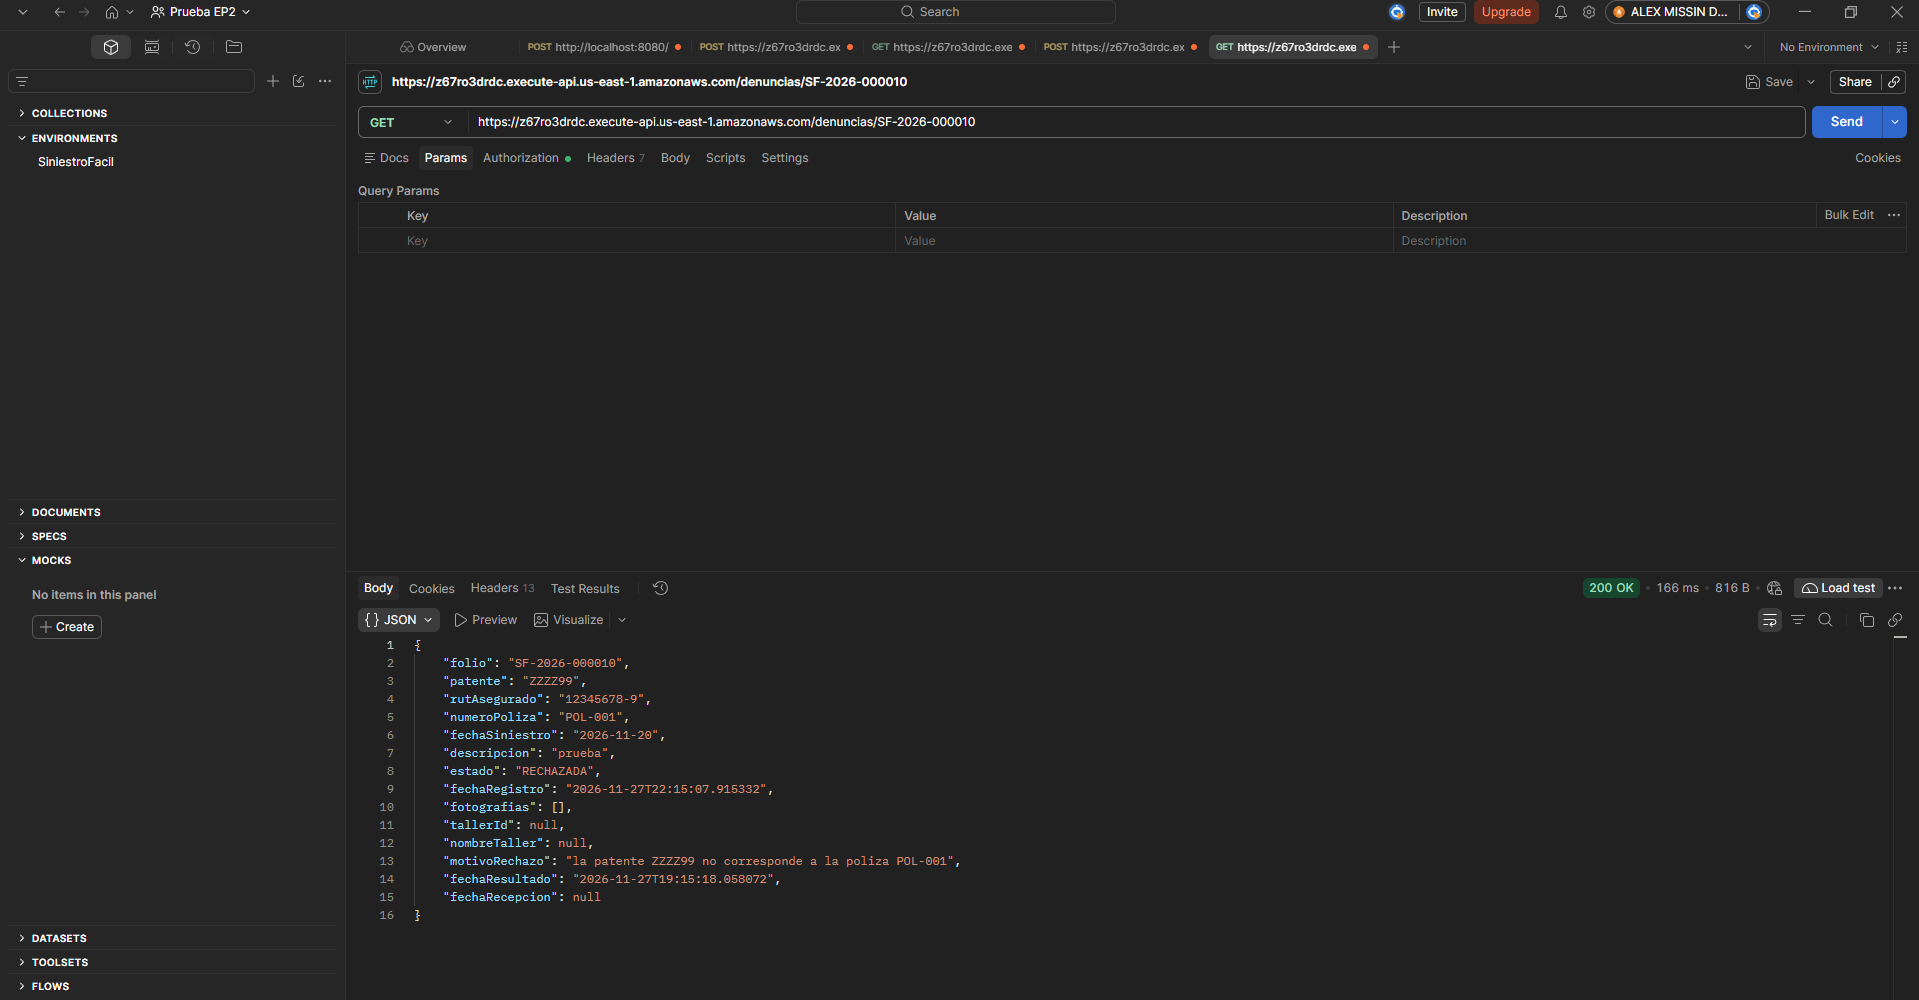 Prueba EP2
Search
Invite
Upgrade
ALEX MISSIN D...
Overview
POST http://localhost:8080/
POST https://z67ro3drdc.ex
GET https://z67ro3drdc.exe
POST https://z67ro3drdc.ex
GET https://z67ro3drdc.exe
No Environment
COLLECTIONS
ENVIRONMENTS
SiniestroFacil
HTTP
https://z67ro3drdc.execute-api.us-east-1.amazonaws.com/denuncias/SF-2026-000010
Save
Share
GET
https://z67ro3drdc.execute-api.us-east-1.amazonaws.com/denuncias/SF-2026-000010
Send
Docs
Params
Authorization
Headers 7
Body
Scripts
Settings
Cookies
Query Params
Key
Value
Description
Bulk Edit
Key
Value
Description
DOCUMENTS
SPECS
MOCKS
No items in this panel
Create
DATASETS
TOOLSETS
FLOWS
Body
Cookies
Headers 13
Test Results
200 OK
166 ms
816 B
Load test
{} JSON
Preview
Visualize
1 {
2 "folio": "SF-2026-000010",
3 "patente": "ZZZZ99",
4 "rutAsegurado": "12345678-9",
5 "numeroPoliza": "POL-001",
6 "fechaSiniestro": "2026-11-20",
7 "descripcion": "prueba",
8 "estado": "RECHAZADA",
9 "fechaRegistro": "2026-11-27T22:15:07.915332",
10 "fotografias": [],
11 "tallerId": null,
12 "nombreTaller": null,
13 "motivoRechazo": "la patente ZZZZ99 no corresponde a la poliza POL-001",
14 "fechaResultado": "2026-11-27T19:15:18.058072",
15 "fechaRecepcion": null
16 }